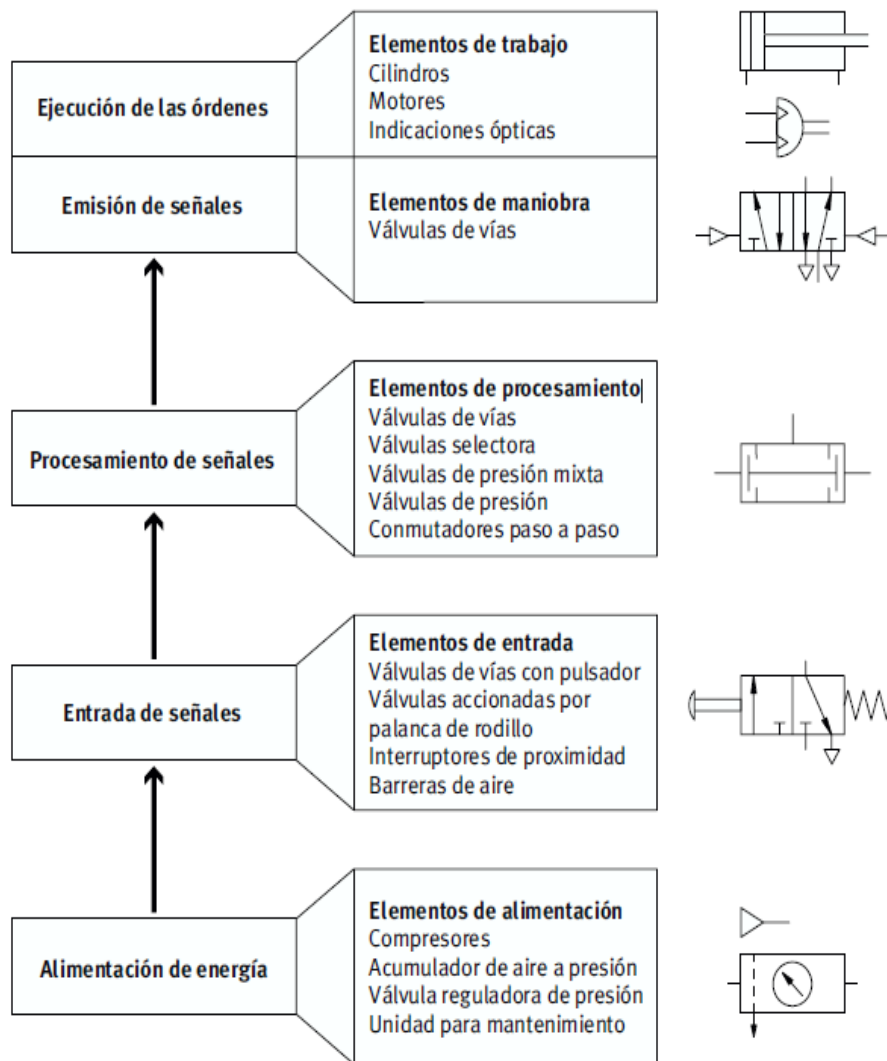 Elementos de trabajo
Cilindros
Motores
Indicaciones ópticas
Ejecución de las órdenes
Emisión de señales
Elementos de maniobra
Válvulas de vías
Elementos de procesamiento
Válvulas de vías
Válvulas selectora
Válvulas de presión mixta
Válvulas de presión
Conmutadores paso a paso
Procesamiento de señales
Elementos de entrada
Válvulas de vías con pulsador
Válvulas accionadas por
palanca de rodillo
Interruptores de proximidad
Barreras de aire
Entrada de señales
Elementos de alimentación
Compresores
Acumulador de aire a presión
Válvula reguladora de presión
Unidad para mantenimiento
Alimentación de energía